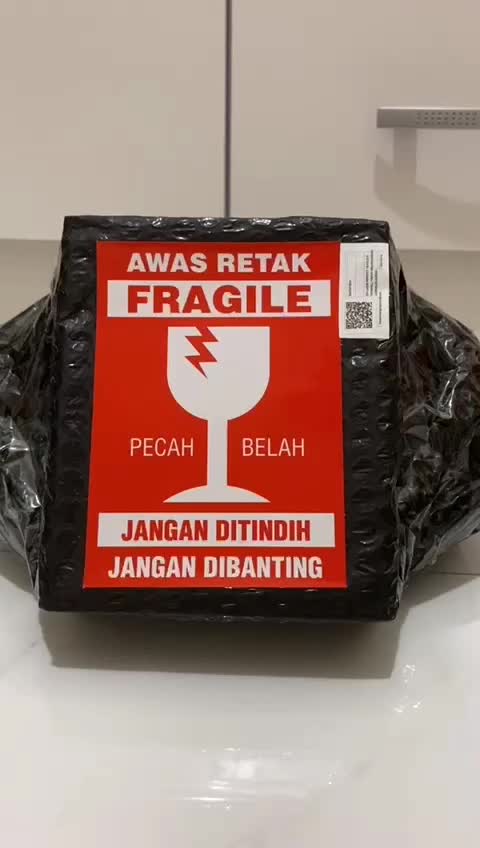 AWAS RETAK
FRAGILE
PECAH BELAH
JANGAN DITINDIH
JANGAN DIBANTING